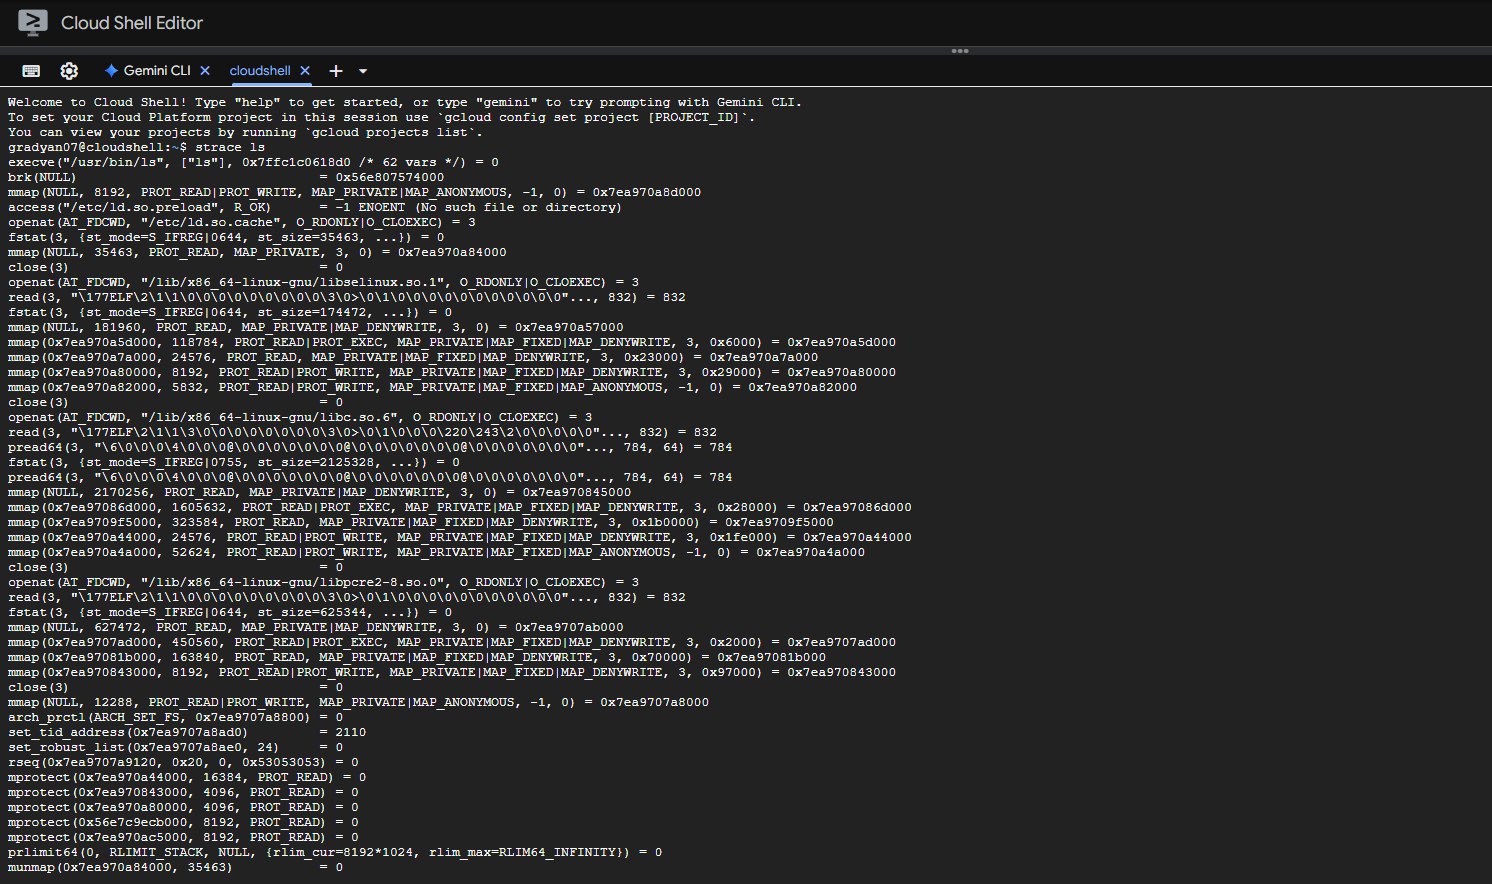 Cloud Shell Editor
Gemini CLI
cloudshell
Welcome to Cloud Shell! Type "help" to get started, or type "gemini" to try prompting with Gemini CLI.
To set your Cloud Platform project in this session use `gcloud config set project [PROJECT_ID]`.
You can view your projects by running `gcloud projects list`.
gradyan07@cloudshell:~$ strace ls
execve("/usr/bin/ls", ["ls"], 0x7ffc1c0618d0 /* 62 vars */) = 0
brk(NULL)                               = 0x56e807574000
mmap(NULL, 8192, PROT_READ|PROT_WRITE, MAP_PRIVATE|MAP_ANONYMOUS, -1, 0) = 0x7ea970a8d000
access("/etc/ld.so.preload", R_OK)      = -1 ENOENT (No such file or directory)
openat(AT_FDCWD, "/etc/ld.so.cache", O_RDONLY|O_CLOEXEC) = 3
fstat(3, {st_mode=S_IFREG|0644, st_size=35463, ...}) = 0
mmap(NULL, 35463, PROT_READ, MAP_PRIVATE, 3, 0) = 0x7ea970a84000
close(3)                                = 0
openat(AT_FDCWD, "/lib/x86_64-linux-gnu/libselinux.so.1", O_RDONLY|O_CLOEXEC) = 3
read(3, "\177ELF\2\1\1\0\0\0\0\0\0\0\0\0\3\0>\0\1\0\0\0\0\0\0\0\0\0\0\0"..., 832) = 832
fstat(3, {st_mode=S_IFREG|0644, st_size=174472, ...}) = 0
mmap(NULL, 181960, PROT_READ, MAP_PRIVATE|MAP_DENYWRITE, 3, 0) = 0x7ea970a57000
mmap(0x7ea970a5d000, 118784, PROT_READ|PROT_EXEC, MAP_PRIVATE|MAP_FIXED|MAP_DENYWRITE, 3, 0x6000) = 0x7ea970a5d000
mmap(0x7ea970a7a000, 24576, PROT_READ, MAP_PRIVATE|MAP_FIXED|MAP_DENYWRITE, 3, 0x23000) = 0x7ea970a7a000
mmap(0x7ea970a80000, 8192, PROT_READ|PROT_WRITE, MAP_PRIVATE|MAP_FIXED|MAP_DENYWRITE, 3, 0x29000) = 0x7ea970a80000
mmap(0x7ea970a82000, 5832, PROT_READ|PROT_WRITE, MAP_PRIVATE|MAP_FIXED|MAP_ANONYMOUS, -1, 0) = 0x7ea970a82000
close(3)                                = 0
openat(AT_FDCWD, "/lib/x86_64-linux-gnu/libc.so.6", O_RDONLY|O_CLOEXEC) = 3
read(3, "\177ELF\2\1\1\3\0\0\0\0\0\0\0\0\3\0>\0\1\0\0\0\220\243\2\0\0\0\0\0"..., 832) = 832
pread64(3, "\6\0\0\0\4\0\0\0@\0\0\0\0\0\0\0@\0\0\0\0\0\0\0@\0\0\0\0\0\0\0"..., 784, 64) = 784
fstat(3, {st_mode=S_IFREG|0755, st_size=2125328, ...}) = 0
pread64(3, "\6\0\0\0\4\0\0\0@\0\0\0\0\0\0\0@\0\0\0\0\0\0\0@\0\0\0\0\0\0\0"..., 784, 64) = 784
mmap(NULL, 2170256, PROT_READ, MAP_PRIVATE|MAP_DENYWRITE, 3, 0) = 0x7ea970845000
mmap(0x7ea97086d000, 1605632, PROT_READ|PROT_EXEC, MAP_PRIVATE|MAP_FIXED|MAP_DENYWRITE, 3, 0x28000) = 0x7ea97086d000
mmap(0x7ea9709f5000, 323584, PROT_READ, MAP_PRIVATE|MAP_FIXED|MAP_DENYWRITE, 3, 0x1b0000) = 0x7ea9709f5000
mmap(0x7ea970a44000, 24576, PROT_READ|PROT_WRITE, MAP_PRIVATE|MAP_FIXED|MAP_DENYWRITE, 3, 0x1fe000) = 0x7ea970a44000
mmap(0x7ea970a4a000, 52624, PROT_READ|PROT_WRITE, MAP_PRIVATE|MAP_FIXED|MAP_ANONYMOUS, -1, 0) = 0x7ea970a4a000
close(3)                                = 0
openat(AT_FDCWD, "/lib/x86_64-linux-gnu/libpcre2-8.so.0", O_RDONLY|O_CLOEXEC) = 3
read(3, "\177ELF\2\1\1\0\0\0\0\0\0\0\0\0\3\0>\0\1\0\0\0\0\0\0\0\0\0\0\0"..., 832) = 832
fstat(3, {st_mode=S_IFREG|0644, st_size=625344, ...}) = 0
mmap(NULL, 627472, PROT_READ, MAP_PRIVATE|MAP_DENYWRITE, 3, 0) = 0x7ea9707ab000
mmap(0x7ea9707ad000, 450560, PROT_READ|PROT_EXEC, MAP_PRIVATE|MAP_FIXED|MAP_DENYWRITE, 3, 0x2000) = 0x7ea9707ad000
mmap(0x7ea97081b000, 163840, PROT_READ, MAP_PRIVATE|MAP_FIXED|MAP_DENYWRITE, 3, 0x70000) = 0x7ea97081b000
mmap(0x7ea970843000, 8192, PROT_READ|PROT_WRITE, MAP_PRIVATE|MAP_FIXED|MAP_DENYWRITE, 3, 0x97000) = 0x7ea970843000
close(3)                                = 0
mmap(NULL, 12288, PROT_READ|PROT_WRITE, MAP_PRIVATE|MAP_ANONYMOUS, -1, 0) = 0x7ea9707a8000
arch_prctl(ARCH_SET_FS, 0x7ea9707a8800) = 0
set_tid_address(0x7ea9707a8ad0)         = 2110
set_robust_list(0x7ea9707a8ae0, 24)     = 0
rseq(0x7ea9707a9120, 0x20, 0, 0x53053053) = 0
mprotect(0x7ea970a44000, 16384, PROT_READ) = 0
mprotect(0x7ea970843000, 4096, PROT_READ) = 0
mprotect(0x7ea970a80000, 4096, PROT_READ) = 0
mprotect(0x56e7c9ecb000, 8192, PROT_READ) = 0
mprotect(0x7ea970ac5000, 8192, PROT_READ) = 0
prlimit64(0, RLIMIT_STACK, NULL, {rlim_cur=8192*1024, rlim_max=RLIM64_INFINITY}) = 0
munmap(0x7ea970a84000, 35463)           = 0